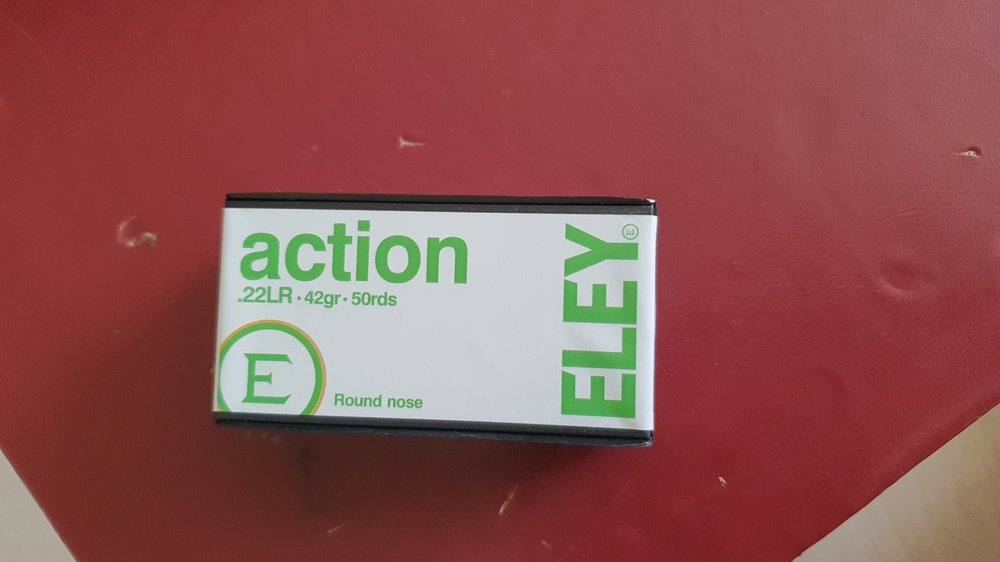 action
.22LR • 42gr • 50rds
E
Round nose
ELEY
E